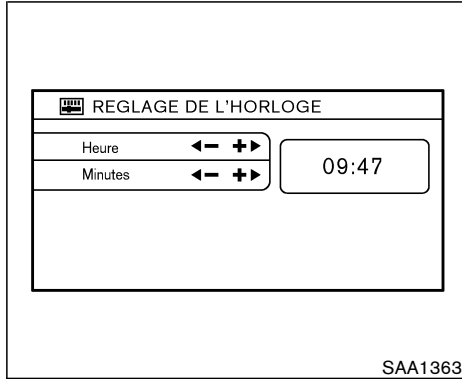 REGLAGE DE L'HORLOGE
Heure
09:47
Minutes
SAA1363